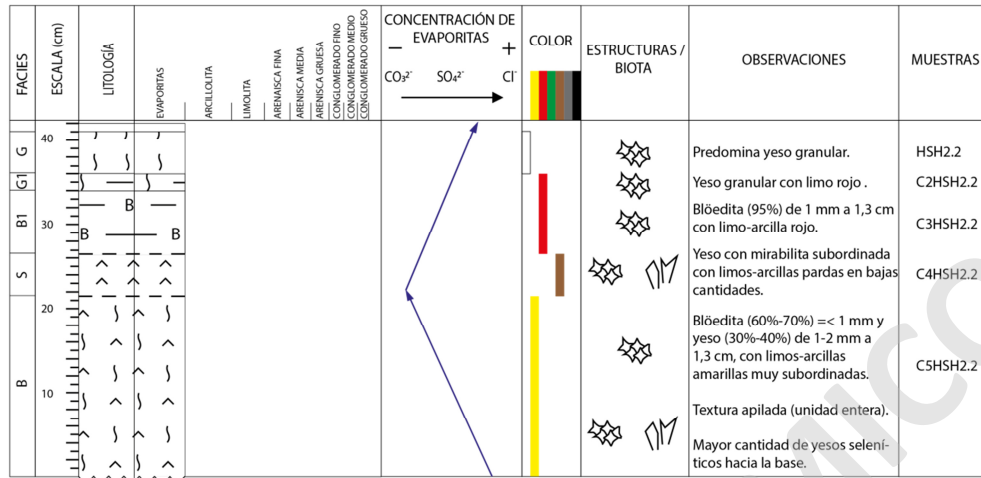 FACIES
ESCALA (cm)
LITOLOGÍA
EVAPORITAS
ARCILLOLITA
LIMOLITA
ARENAISCA FINA
ARENISCA MEDIA
ARENISCA GRUESA
CONGLOMERADO FINO
CONGLOMERADO MEDIO
CONGLOMERADO GRUESO
CONCENTRACIÓN DE
EVAPORITAS
− +
CO₃²⁻ SO₄²⁻ Cl⁻
COLOR
ESTRUCTURAS /
BIOTA
OBSERVACIONES
MUESTRAS
G
40
Predomina yeso granular.
HSH2.2
G1
Yeso granular con limo rojo .
C2HSH2.2
B1
30
B
B B
Blöedita (95%) de 1 mm a 1,3 cm
con limo-arcilla rojo.
C3HSH2.2
S
Yeso con mirabilita subordinada
con limos-arcillas pardas en bajas
cantidades.
C4HSH2.2
B
20
10
Blöedita (60%-70%) =< 1 mm y
yeso (30%-40%) de 1-2 mm a
1,3 cm, con limos-arcillas
amarillas muy subordinadas.
C5HSH2.2
Textura apilada (unidad entera).
Mayor cantidad de yesos selení-
ticos hacia la base.